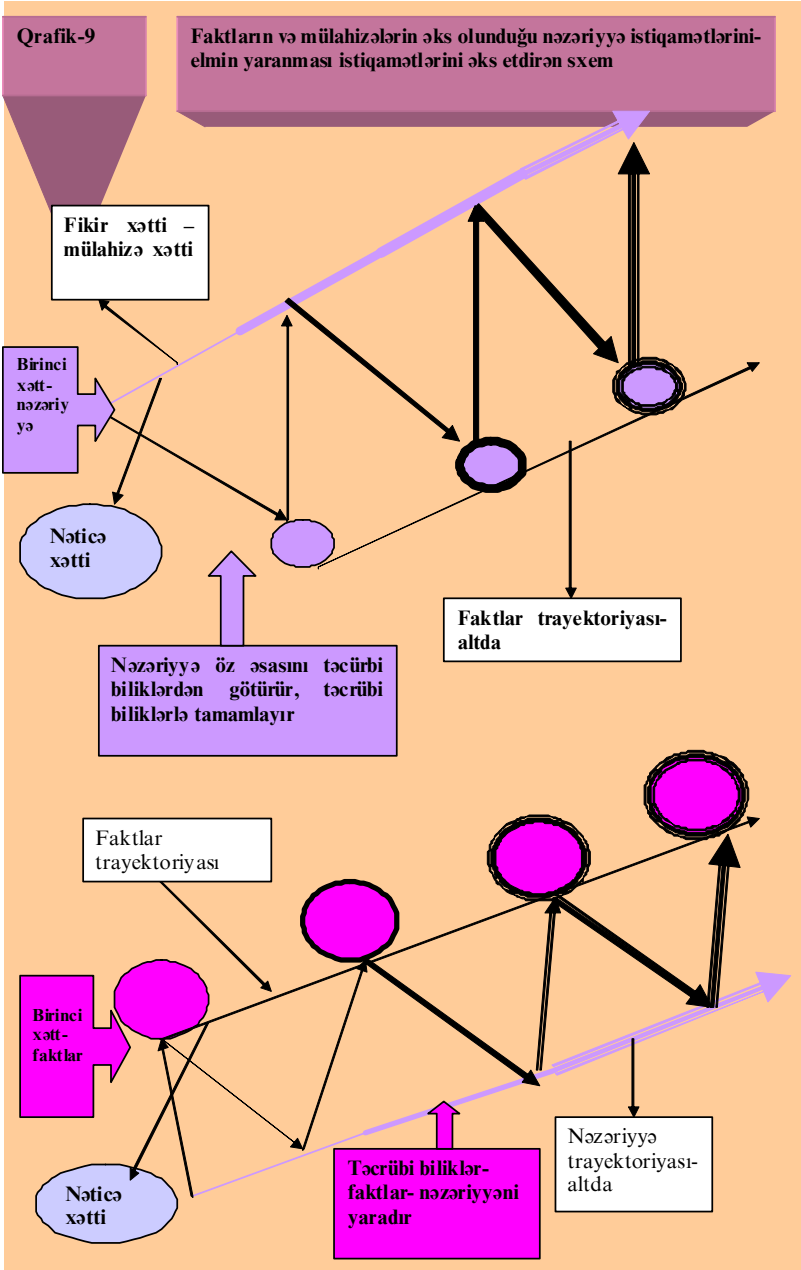 Qrafik-9
Faktların və mülahizələrin əks olunduğu nəzəriyyə istiqamətlərini-
elmin yaranması istiqamətlərini əks etdirən sxem
Fikir xətti –
mülahizə xətti
Birinci
xətt-
nəzəriy
yə
Nəticə
xətti
Faktlar trayektoriyası-
altda
Nəzəriyyə öz əsasını təcürbi
biliklərdən götürür, təcrübi
biliklərlə tamamlayır
Faktlar
trayektoriyası
Birinci
xətt-
faktlar
Nəzəriyyə
trayektoriyası-
altda
Təcrübi biliklər-
faktlar- nəzəriyyəni
yaradır
Nəticə
xətti